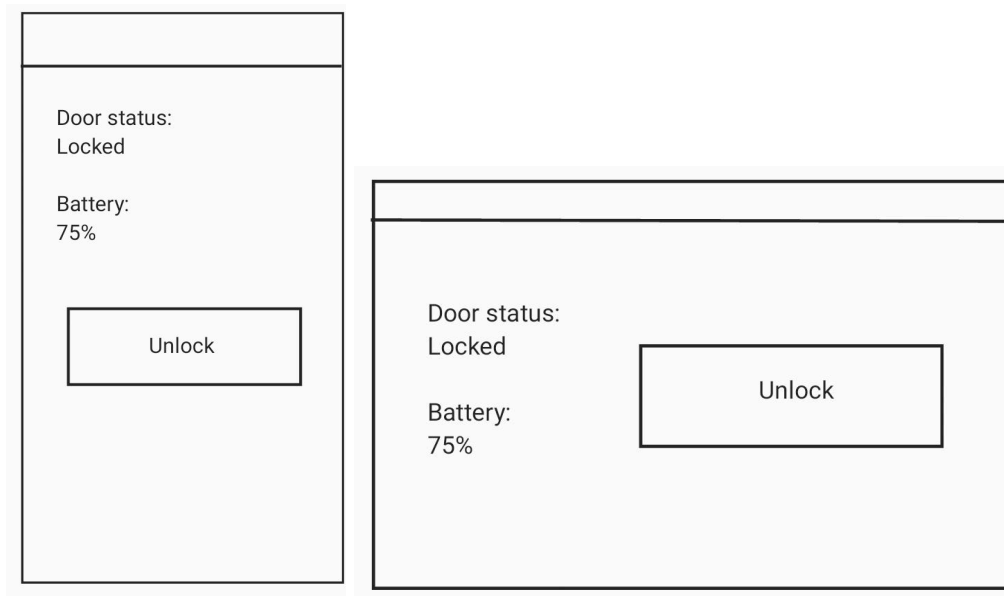 Door status:
Locked
Battery:
75%
Unlock
Door status:
Locked
Battery:
75%
Unlock